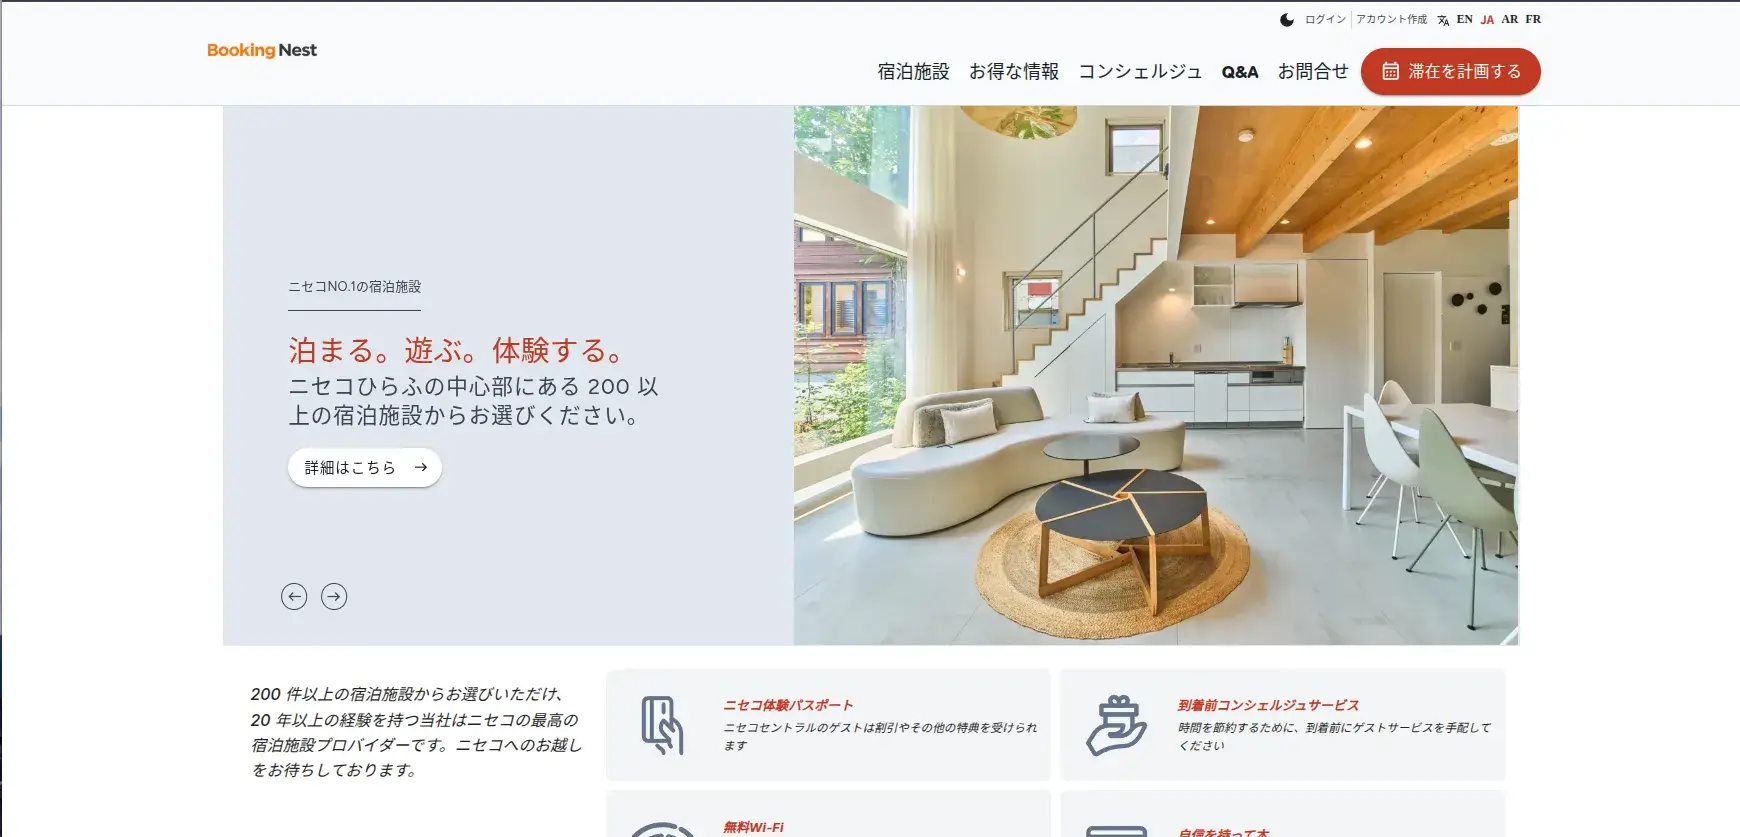 ログイン アカウント作成 EN JA AR FR
Booking Nest
宿泊施設 お得な情報 コンシェルジュ Q&A お問合せ 滞在を計画する
ニセコNO.1の宿泊施設
泊まる。遊ぶ。体験する。
ニセコひらふの中心部にある 200 以
上の宿泊施設からお選びください。
詳細はこちら
200 件以上の宿泊施設からお選びいただけ、
20 年以上の経験を持つ当社はニセコの最高の
宿泊施設プロバイダーです。ニセコへのお越し
をお待ちしております。
ニセコ体験パスポート
ニセコセントラルのゲストは割引やその他の特典を受けられ
ます
到着前コンシェルジュサービス
時間を節約するために、到着前にゲストサービスを手配して
ください
無料Wi-Fi
自信を持って